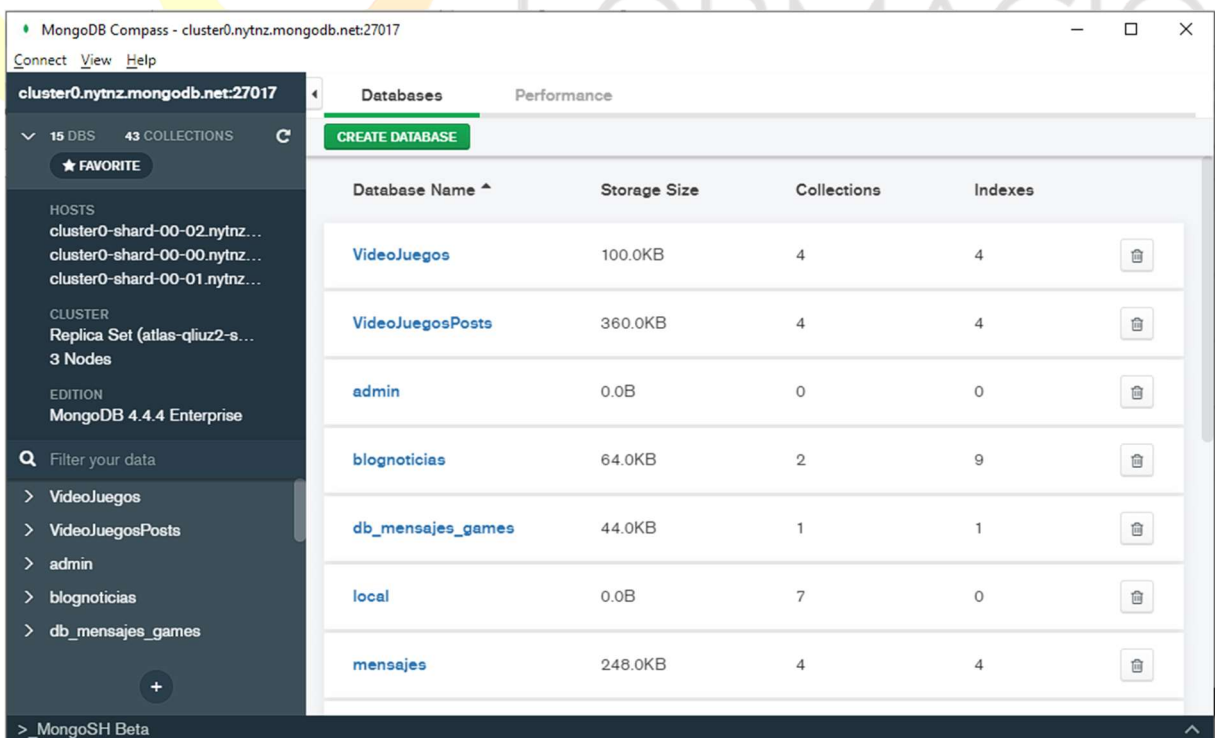 FORMACIO
MongoDB Compass - cluster0.nytnz.mongodb.net:27017
Connect View Help
cluster0.nytnz.mongodb.net:27017
15 DBS 43 COLLECTIONS
★ FAVORITE
HOSTS
cluster0-shard-00-02.nytnz...
cluster0-shard-00-00.nytnz...
cluster0-shard-00-01.nytnz...
CLUSTER
Replica Set (atlas-qliuz2-s...
3 Nodes
EDITION
MongoDB 4.4.4 Enterprise
Filter your data
VideoJuegos
VideoJuegosPosts
admin
blognoticias
db_mensajes_games
+
Databases Performance
CREATE DATABASE
Database Name Storage Size Collections Indexes
VideoJuegos 100.0KB 4 4
VideoJuegosPosts 360.0KB 4 4
admin 0.0B 0 0
blognoticias 64.0KB 2 9
db_mensajes_games 44.0KB 1 1
local 0.0B 7 0
mensajes 248.0KB 4 4
>_MongoSH Beta